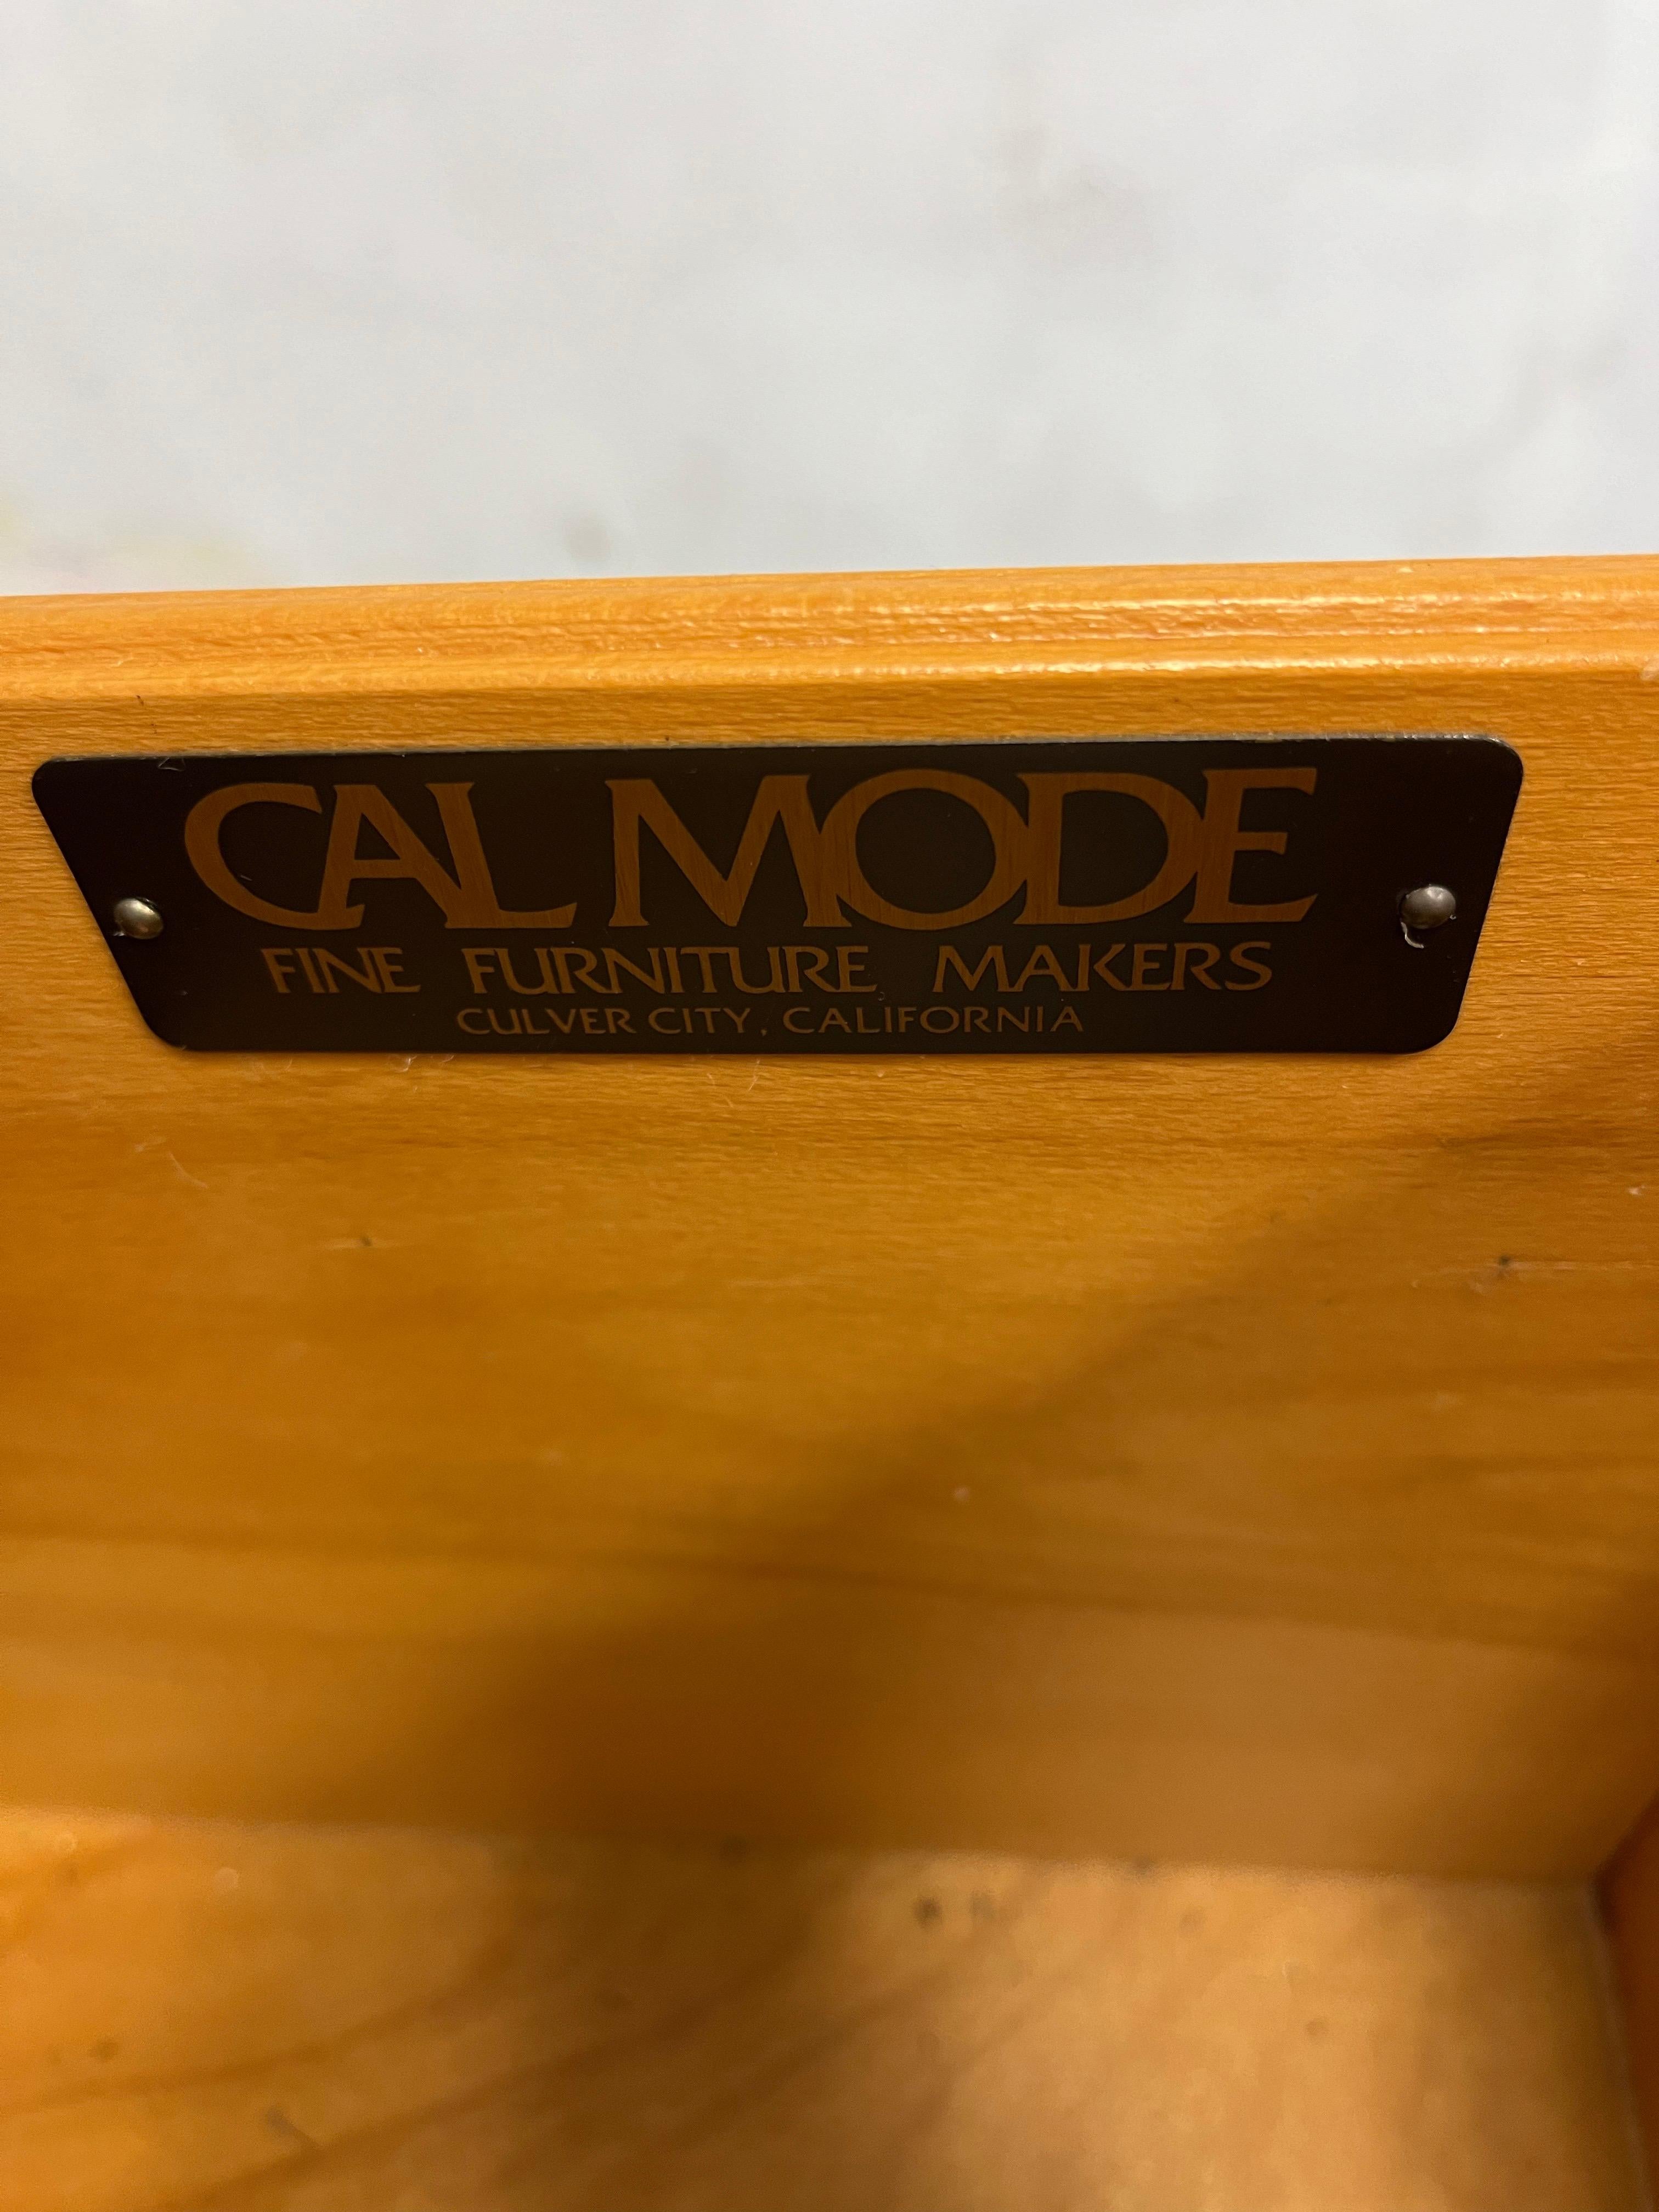 CAL MODE
FINE FURNITURE MAKERS
CULVER CITY, CALIFORNIA